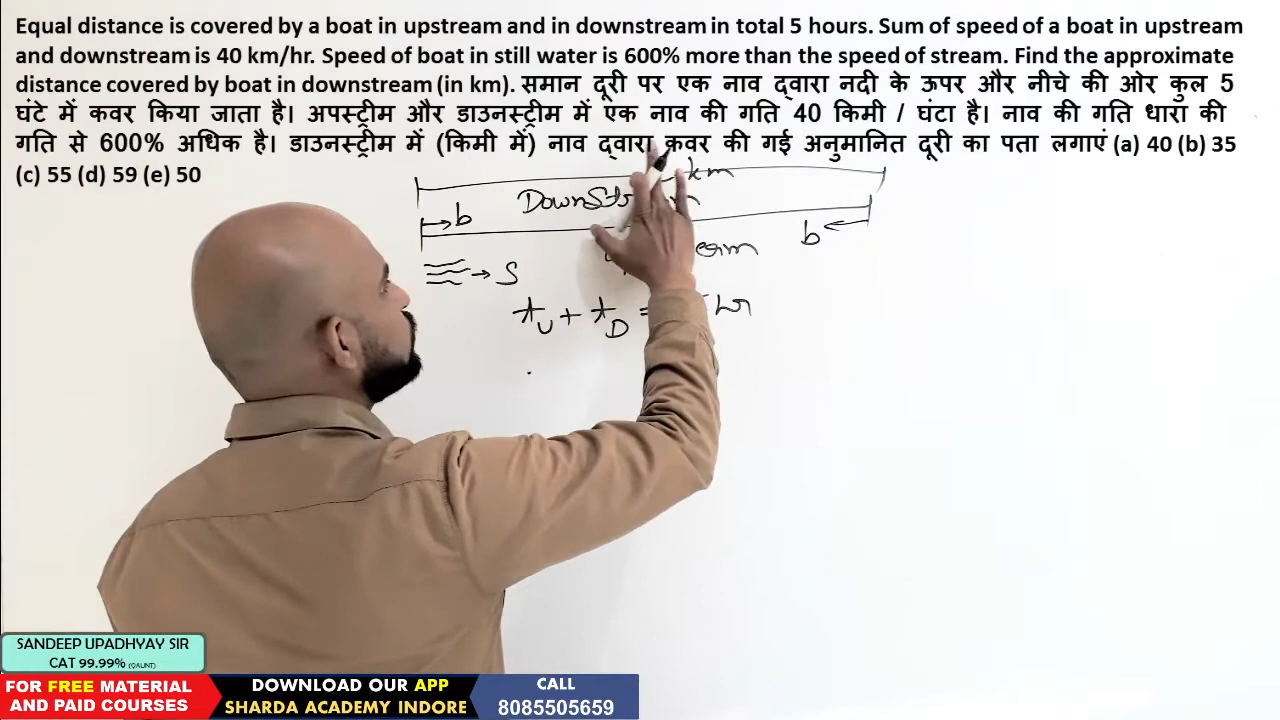 Equal distance is covered by a boat in upstream and in downstream in total 5 hours. Sum of speed of a boat in upstream
and downstream is 40 km/hr. Speed of boat in still water is 600% more than the speed of stream. Find the approximate
distance covered by boat in downstream (in km). समान दूरी पर एक नाव द्वारा नदी के ऊपर और नीचे की ओर कुल 5
घंटे में कवर किया जाता है। अपस्ट्रीम और डाउनस्ट्रीम में एक नाव की गति 40 किमी / घंटा है। नाव की गति धारा की
गति से 600% अधिक है। डाउनस्ट्रीम में (किमी में) नाव द्वारा कवर की गई अनुमानित दूरी का पता लगाएं (a) 40 (b) 35
(c) 55 (d) 59 (e) 50
km
b
b
S
t_U + t_D =
hr
SANDEEP UPADHYAY SIR
CAT 99.99% (QAUNT)
FOR FREE MATERIAL
AND PAID COURSES
DOWNLOAD OUR APP
SHARDA ACADEMY INDORE
CALL
8085505659